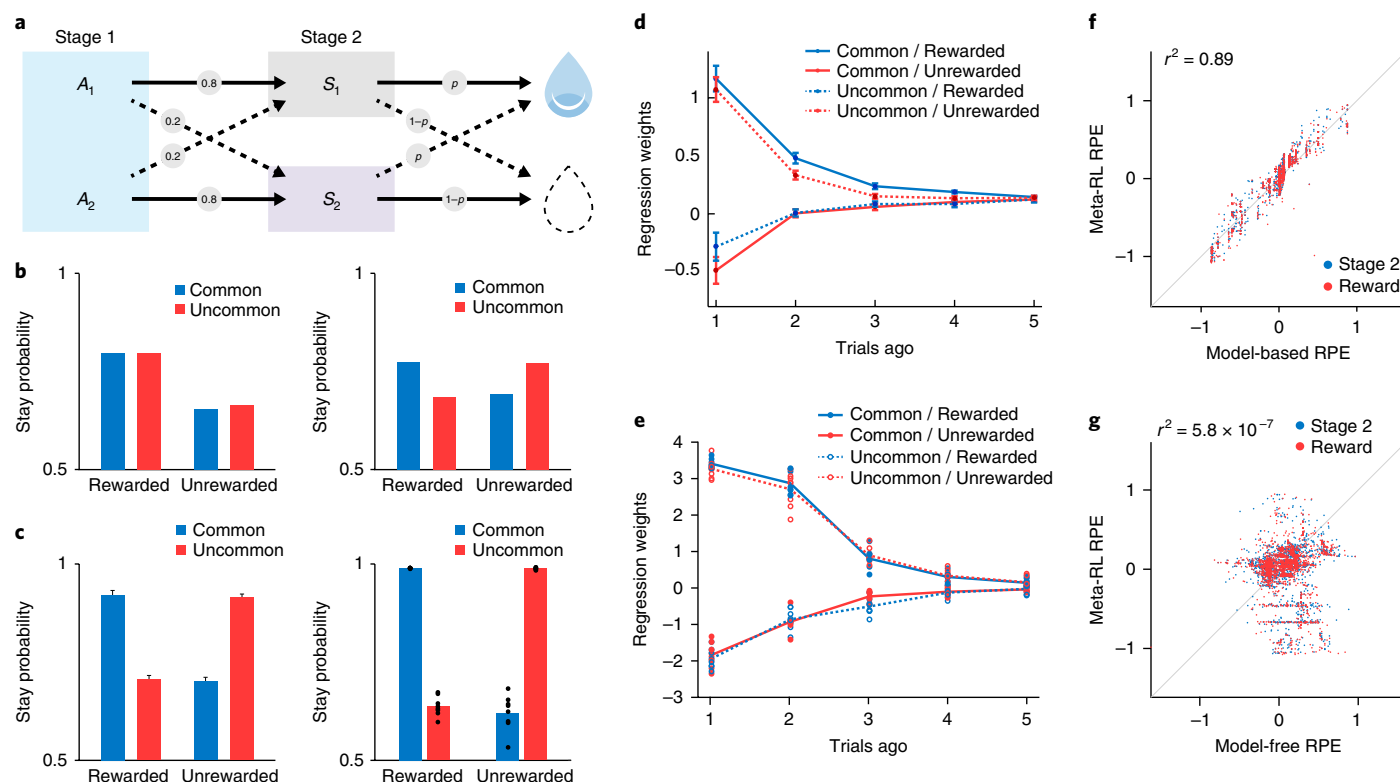 a
Stage 1
Stage 2
A1
0.8
S1
p
0.2
1–p
0.2
p
A2
0.8
S2
1–p
b
1
Common
Uncommon
Stay probability
0.5
Rewarded
Unrewarded
1
Common
Uncommon
Stay probability
0.5
Rewarded
Unrewarded
c
Common
Uncommon
1
Stay probability
0.5
Rewarded
Unrewarded
Common
Uncommon
1
Stay probability
0.5
Rewarded
Unrewarded
d
Common / Rewarded
Common / Unrewarded
Uncommon / Rewarded
Uncommon / Unrewarded
Regression weights
1
0.5
0
–0.5
1 2 3 4 5
Trials ago
e
Common / Rewarded
Common / Unrewarded
Uncommon / Rewarded
Uncommon / Unrewarded
Regression weights
4
3
2
1
0
–1
–2
–3
1 2 3 4 5
Trials ago
f
r² = 0.89
Meta-RL RPE
1
0
–1
Stage 2
Reward
–1 0 1
Model-based RPE
g
r² = 5.8 × 10⁻⁷
Stage 2
Reward
Meta-RL RPE
1
0
–1
–1 0 1
Model-free RPE